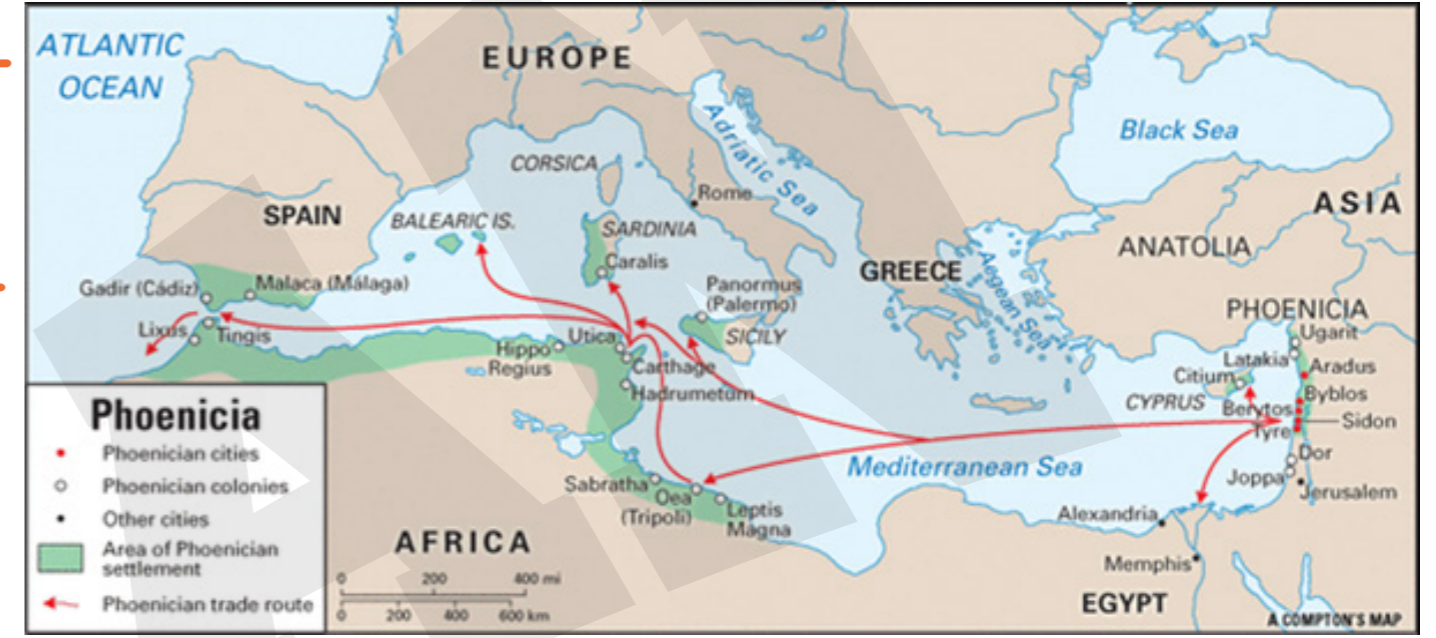 ATLANTIC
OCEAN
EUROPE
Black Sea
ASIA
Adriatic Sea
CORSICA
Rome
SPAIN
BALEARIC IS.
SARDINIA
Caralis
ANATOLIA
GREECE
Aegean Sea
Gadir (Cádiz)
Malaca (Málaga)
Panormus
(Palermo)
PHOENICIA
Ugarit
Lixus
Tingis
Utica
SICILY
Hippo
Regius
Carthage
Hadrumetum
Latakia
Aradus
Citium
CYPRUS
Byblos
Berytos
Sidon
Tyre
Dor
Joppa
Jerusalem
Mediterranean Sea
Sabratha
Oea
(Tripoli)
Leptis
Magna
Alexandria
Memphis
AFRICA
EGYPT
Phoenicia
Phoenician cities
Phoenician colonies
Other cities
Area of Phoenician
settlement
Phoenician trade route
0 200 400 mi
0 200 400 600 km
A COMPTON'S MAP